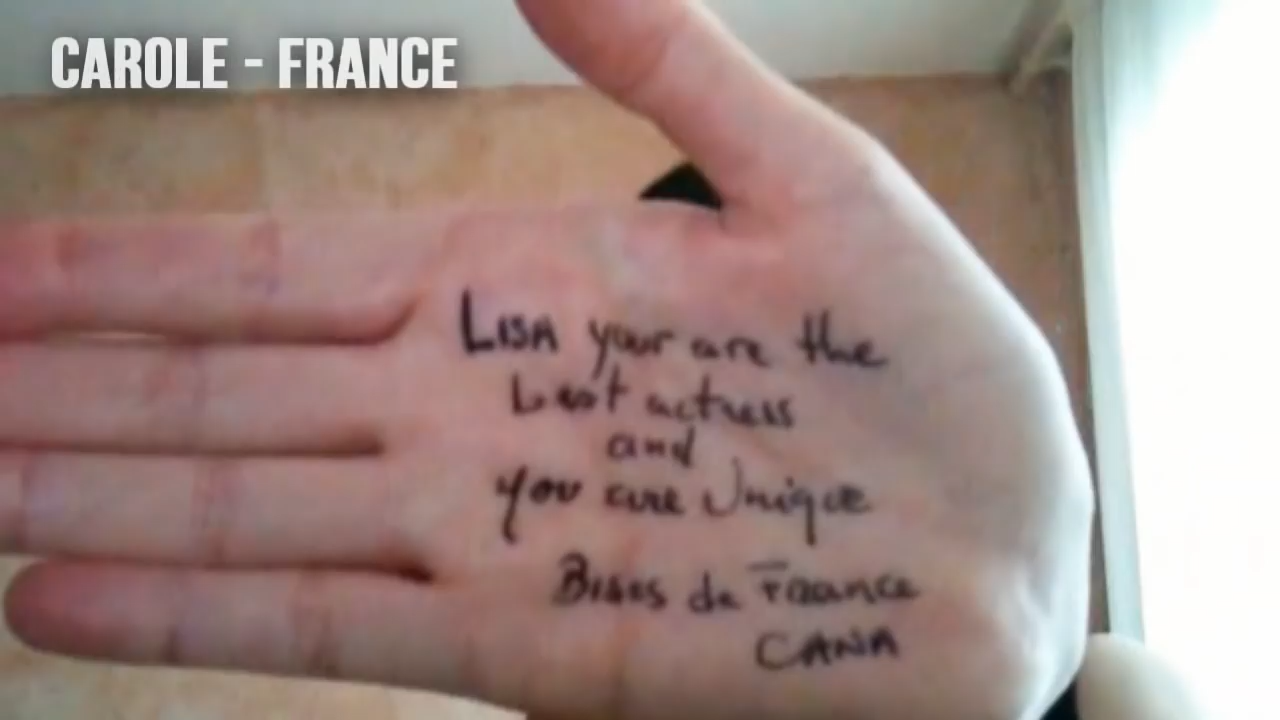 CAROLE - FRANCE
LISA your are the
best actress
and
you are Unique
Bises de France
CANA